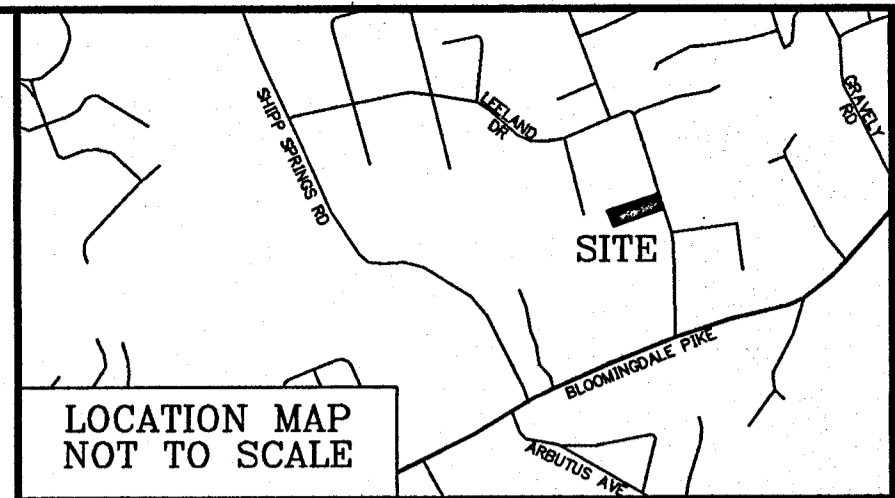 SHIPP SPRINGS RD
LEELAND
DR
GRAVELY
RD
SITE
BLOOMINGDALE PIKE
ARBUTUS AVE
LOCATION MAP
NOT TO SCALE